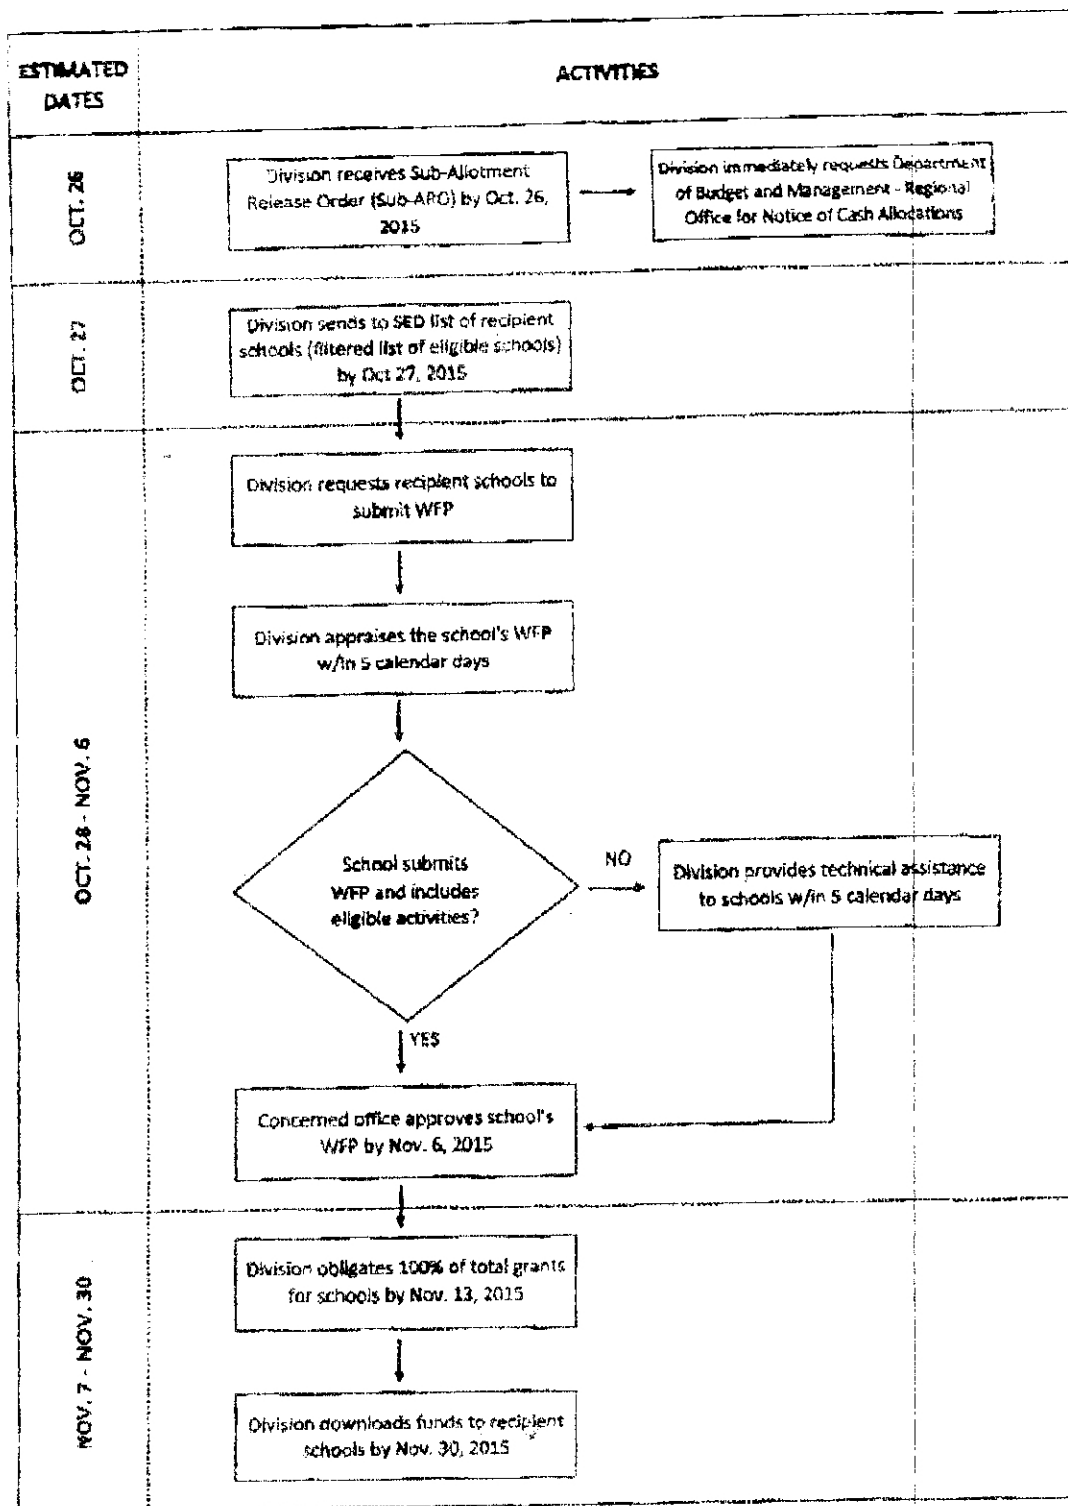 ESTIMATED
DATES
ACTIVITIES
OCT. 26
Division receives Sub-Allotment
Release Order (Sub-ARO) by Oct. 26,
2015
Division immediately requests Department
of Budget and Management - Regional
Office for Notice of Cash Allocations
OCT. 27
Division sends to SED list of recipient
schools (filtered list of eligible schools)
by Oct 27, 2015
OCT. 28 - NOV. 6
Division requests recipient schools to
submit WFP
Division appraises the school's WFP
w/in 5 calendar days
School submits
WFP and includes
eligible activities?
NO
Division provides technical assistance
to schools w/in 5 calendar days
YES
Concerned office approves school's
WFP by Nov. 6, 2015
NOV. 7 - NOV. 30
Division obligates 100% of total grants
for schools by Nov. 13, 2015
Division downloads funds to recipient
schools by Nov. 30, 2015